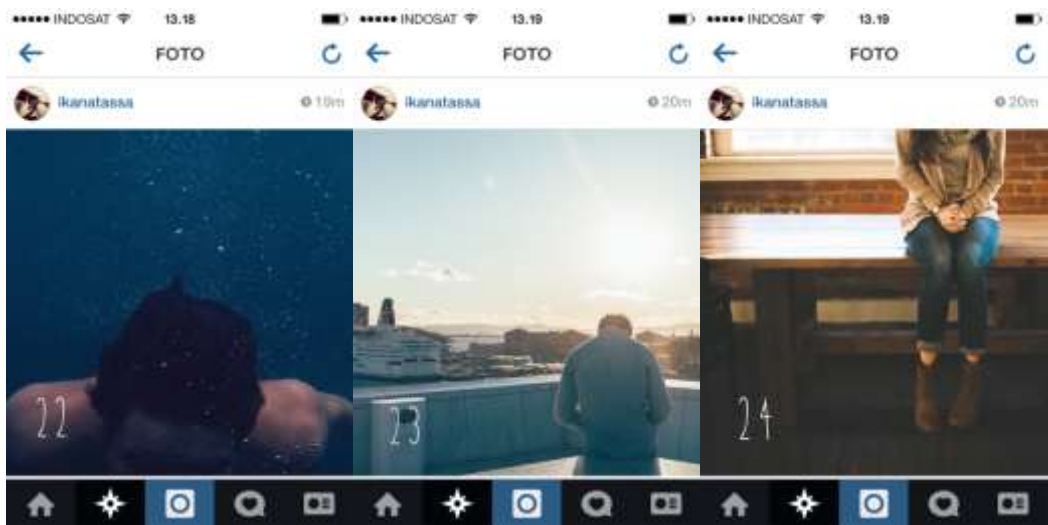 INDOSAT 13.18
FOTO
ikanatassa 19m
22
INDOSAT 13.19
FOTO
ikanatassa 20m
23
INDOSAT 13.19
FOTO
ikanatassa 20m
24